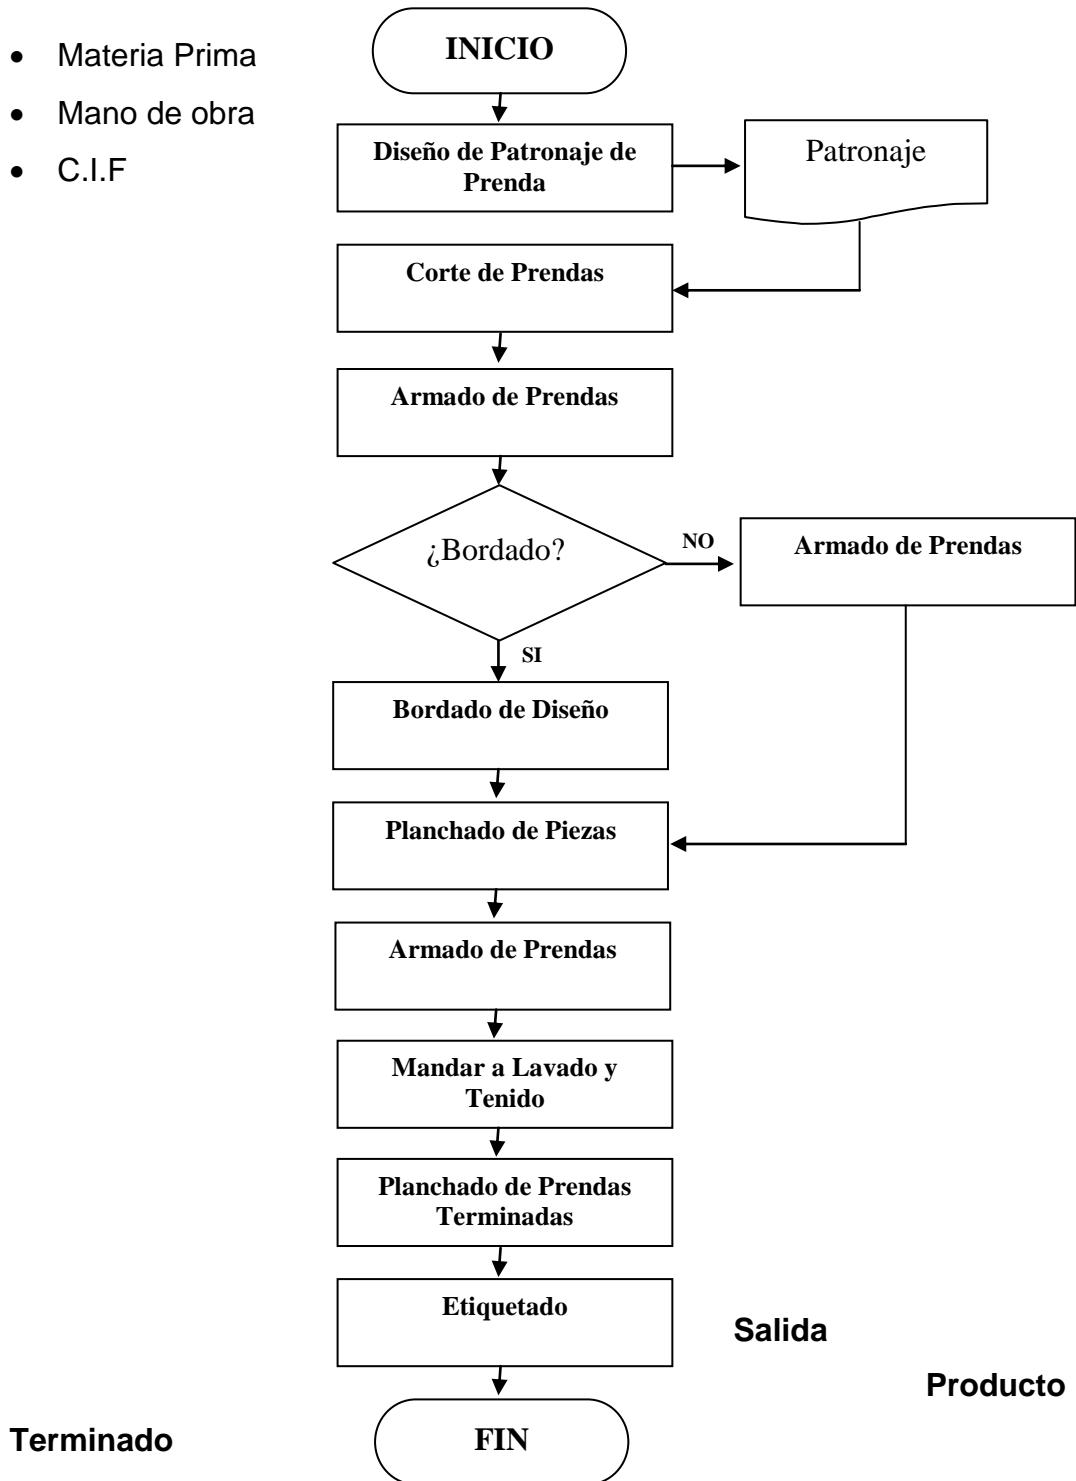 INICIO
• Materia Prima
• Mano de obra
• C.I.F
Diseño de Patronaje de
Prenda
Patronaje
Corte de Prendas
Armado de Prendas
¿Bordado?
NO
Armado de Prendas
SI
Bordado de Diseño
Planchado de Piezas
Armado de Prendas
Mandar a Lavado y
Tenido
Planchado de Prendas
Terminadas
Etiquetado
Salida
Producto
Terminado
FIN